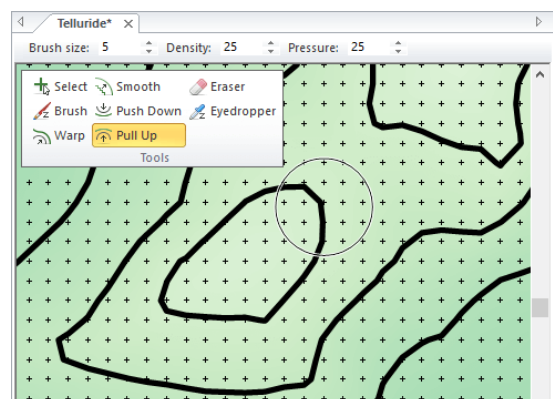 Telluride*
Brush size: 5 Density: 25 Pressure: 25
Select Smooth Eraser
Brush Push Down Eyedropper
Warp Pull Up
Tools